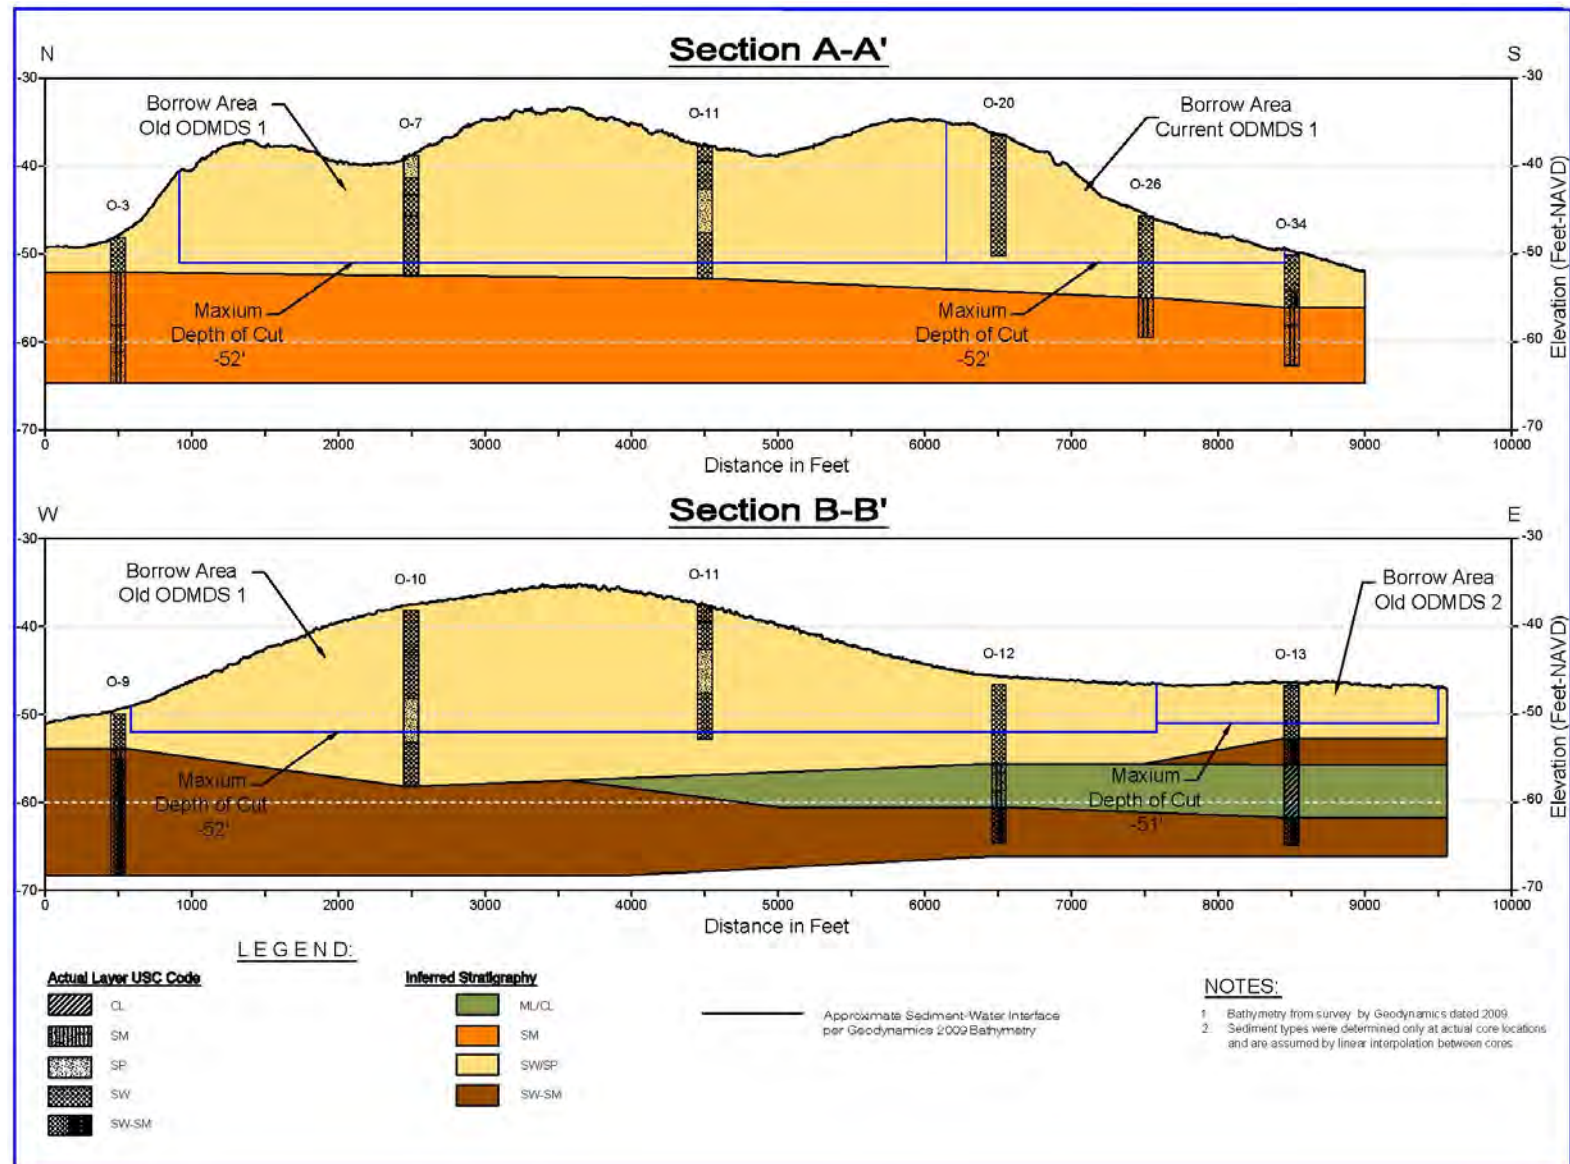 Section A-A'
N
S
-30
-30
Borrow Area
Old ODMDS 1
O-7
O-11
O-20
Borrow Area
Current ODMDS 1
-40
-40
O-3
O-26
O-34
-50
-50
Maxium
Depth of Cut
-52'
Maxium
Depth of Cut
-52'
-60
-60
-70
-70
Elevation (Feet-NAVD)
0
1000
2000
3000
4000
5000
6000
7000
8000
9000
10000
Distance in Feet
Section B-B'
W
E
-30
-30
Borrow Area
Old ODMDS 1
O-10
O-11
Borrow Area
Old ODMDS 2
-40
-40
O-9
O-12
O-13
-50
-50
Maxium
Depth of Cut
-52'
Maxium
Depth of Cut
-51'
-60
-60
-70
-70
Elevation (Feet-NAVD)
0
1000
2000
3000
4000
5000
6000
7000
8000
9000
10000
Distance in Feet
LEGEND:
Actual Layer USC Code
CL
SM
SP
SW
SW-SM
Inferred Stratigraphy
ML/CL
SM
SW/SP
SW-SM
Approximate Sediment-Water Interface
per Geodynamics 2009 Bathymetry
NOTES:
1 Bathymetry from survey by Geodynamics dated 2009
2. Sediment types were determined only at actual core locations
and are assumed by linear interpolation between cores